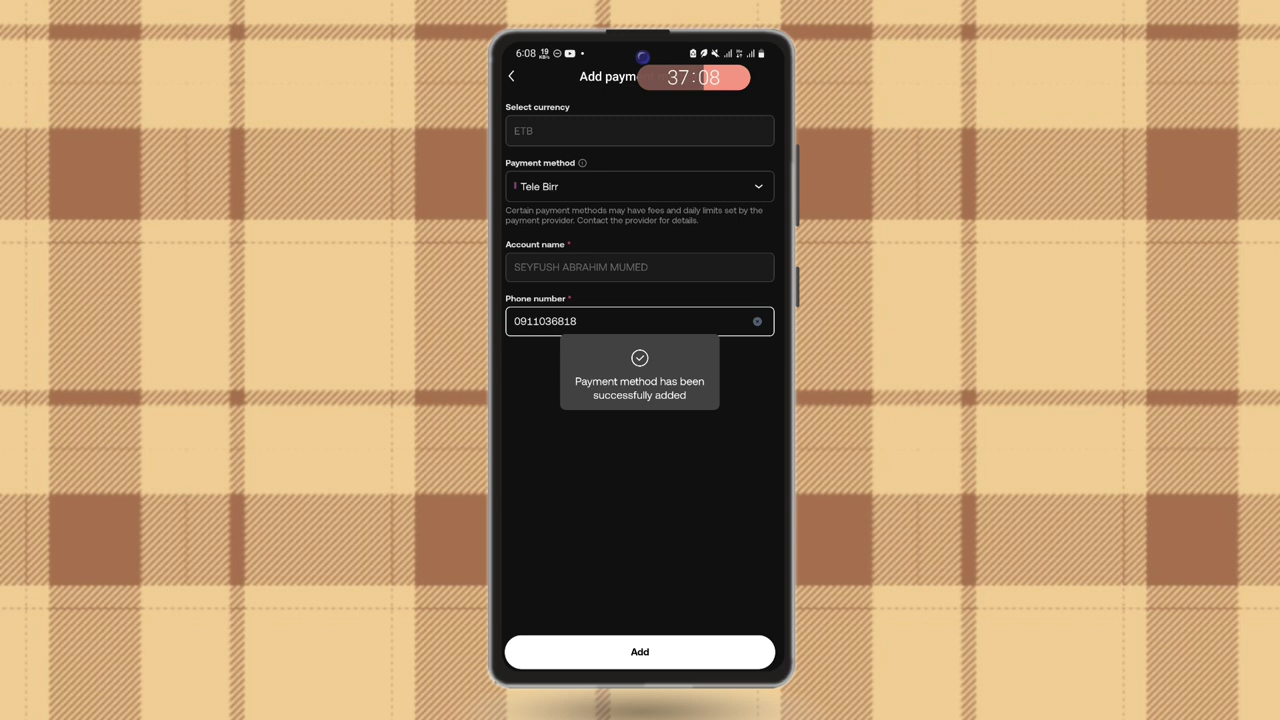 6:08 19 KB/s
Add paym 37:08
Select currency
ETB
Payment method
Tele Birr
Certain payment methods may have fees and daily limits set by the
payment provider. Contact the provider for details.
Account name *
SEYFUSH ABRAHIM MUMED
Phone number *
0911036818
Payment method has been
successfully added
Add